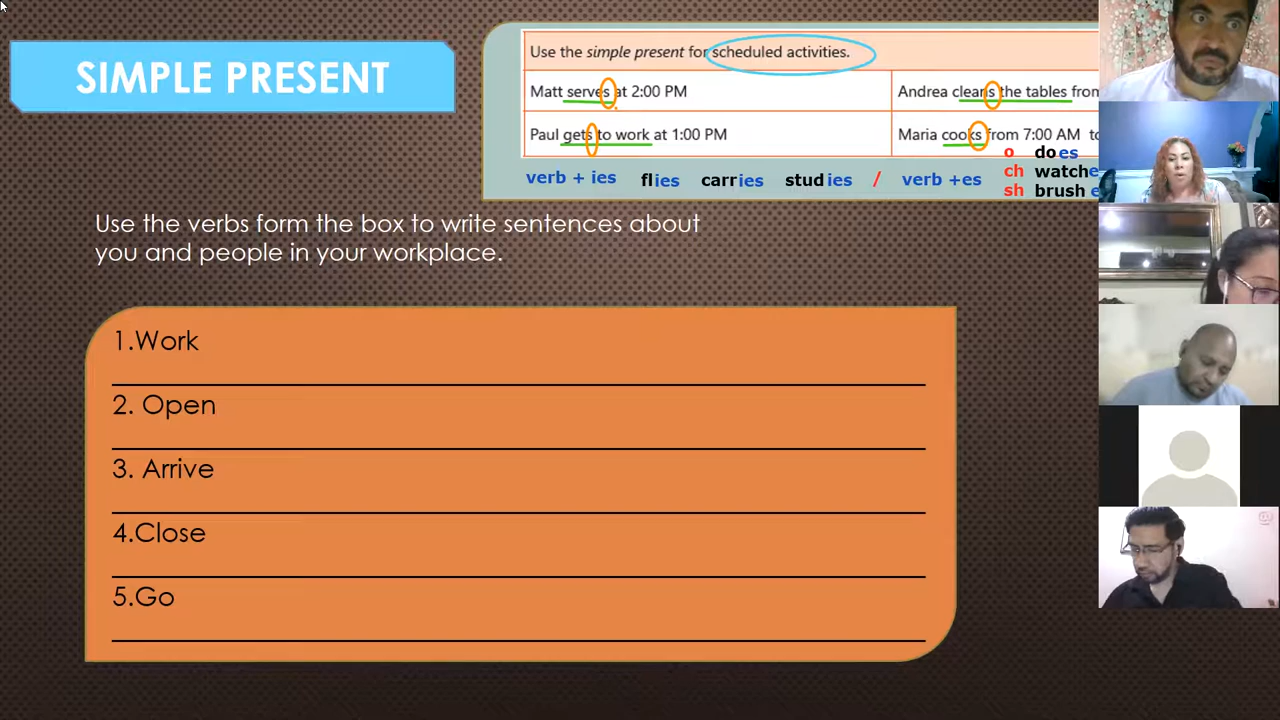 SIMPLE PRESENT
Use the simple present for scheduled activities.
Matt serves at 2:00 PM
Andrea cleans the tables from
Paul gets to work at 1:00 PM
Maria cooks from 7:00 AM to
verb + ies flies carries studies / verb +es
o does
ch watche
sh brush e
Use the verbs form the box to write sentences about
you and people in your workplace.
1.Work
2. Open
3. Arrive
4.Close
5.Go